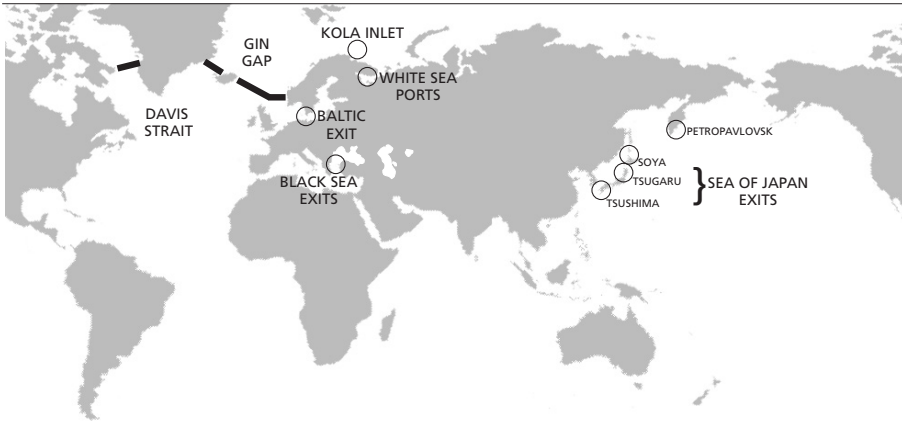 KOLA INLET
GIN
GAP
WHITE SEA
PORTS
DAVIS
STRAIT
BALTIC
EXIT
PETROPAVLOVSK
SOYA
TSUGARU
TSUSHIMA
SEA OF JAPAN
EXITS
BLACK SEA
EXITS